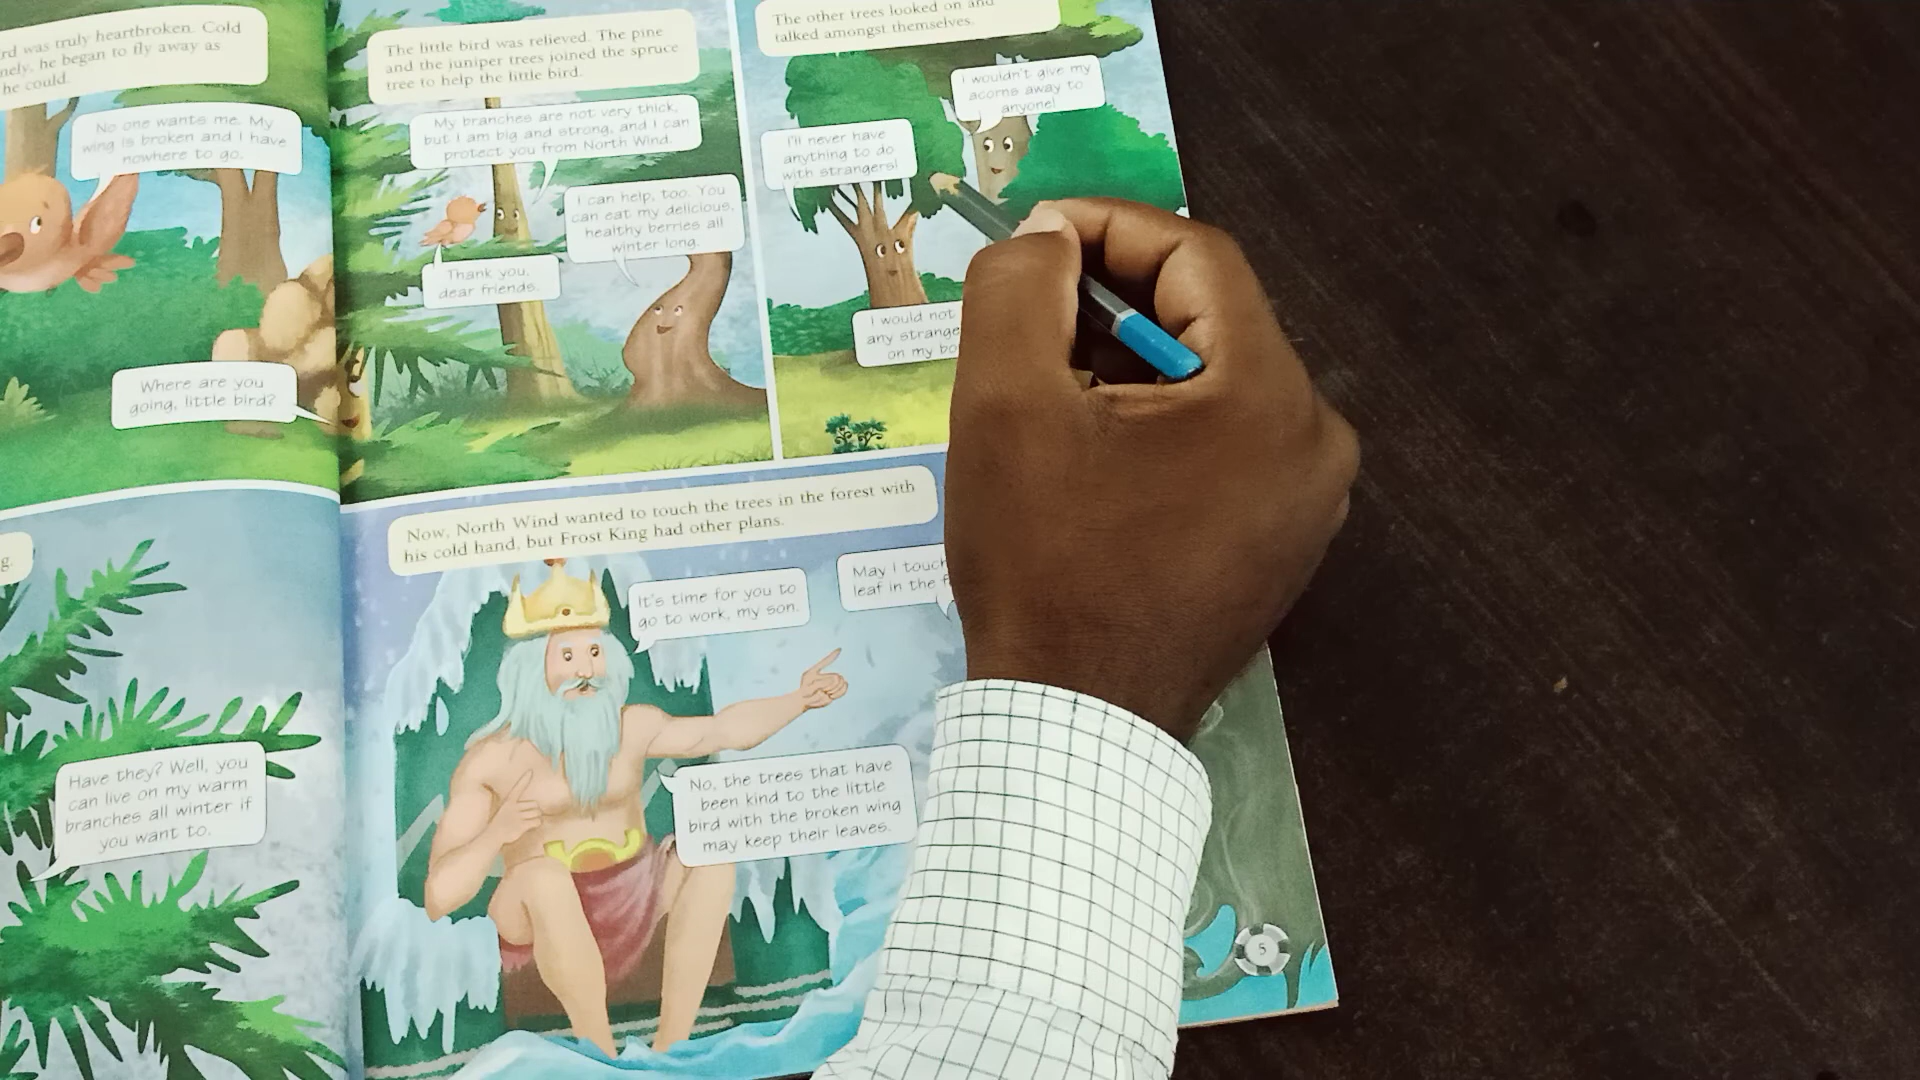 rd was truly heartbroken. Cold
nely, he began to fly away as
he could.
No one wants me. My
wing is broken and I have
nowhere to go.
Where are you
going, little bird?
g.
Have they? Well, you
can live on my warm
branches all winter if
you want to.
The little bird was relieved. The pine
and the juniper trees joined the spruce
tree to help the little bird.
My branches are not very thick,
but I am big and strong, and I can
protect you from North Wind.
I can help, too. You
can eat my delicious,
healthy berries all
winter long.
Thank you,
dear friends.
The other trees looked on and
talked amongst themselves.
I wouldn't give my
acorns away to
anyone!
I'll never have
anything to do
with strangers!
I would not
any strange
on my bo
Now, North Wind wanted to touch the trees in the forest with
his cold hand, but Frost King had other plans.
It's time for you to
go to work, my son.
May I touch
leaf in the f
No, the trees that have
been kind to the little
bird with the broken wing
may keep their leaves.
5